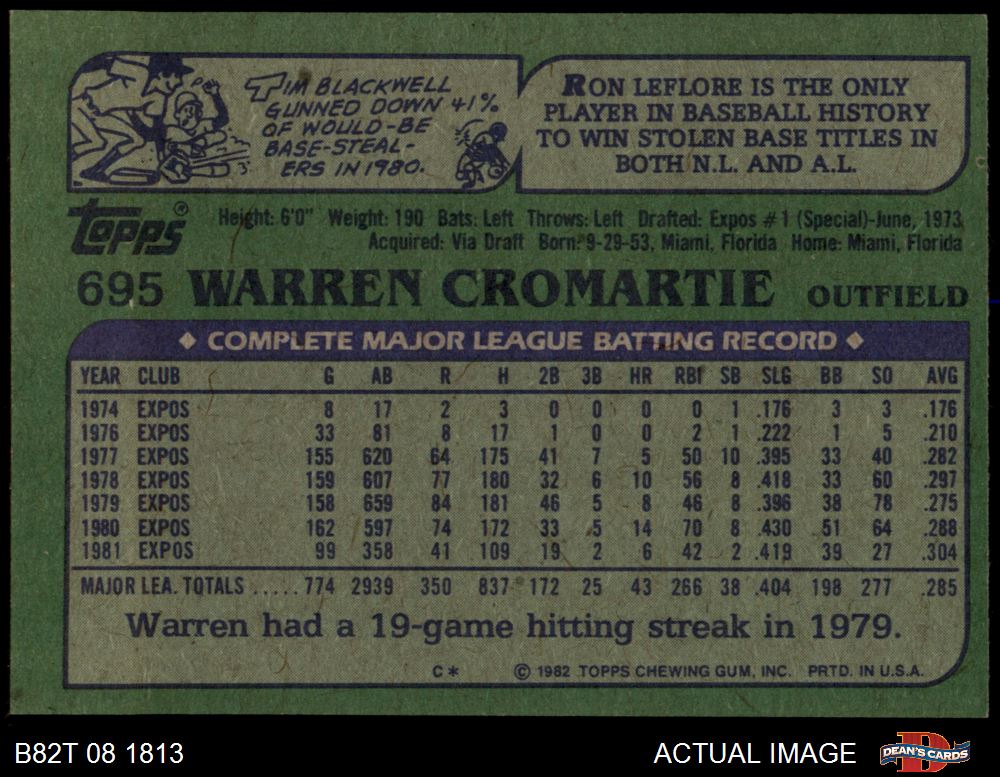 TIM BLACKWELL
GUNNED DOWN 41%
OF WOULD-BE
BASE-STEAL-
ERS IN 1980.
RON LEFLORE IS THE ONLY
PLAYER IN BASEBALL HISTORY
TO WIN STOLEN BASE TITLES IN
BOTH N.L. AND A.L.
Topps®
Height: 6'0" Weight: 190 Bats: Left Throws: Left Drafted: Expos #1 (Special)-June, 1973
Acquired: Via Draft Born: 9-29-53, Miami, Florida Home: Miami, Florida
695 WARREN CROMARTIE OUTFIELD
◆ COMPLETE MAJOR LEAGUE BATTING RECORD ◆
YEAR CLUB G AB R H 2B 3B HR RBI SB SLG BB SO AVG
1974 EXPOS 8 17 2 3 0 0 0 0 1 .176 3 3 .176
1976 EXPOS 33 81 8 17 1 0 0 2 1 .222 1 5 .210
1977 EXPOS 155 620 64 175 41 7 5 50 10 .395 33 40 .282
1978 EXPOS 159 607 77 180 32 6 10 56 8 .418 33 60 .297
1979 EXPOS 158 659 84 181 46 5 8 46 8 .396 38 78 .275
1980 EXPOS 162 597 74 172 33 5 14 70 8 .430 51 64 .288
1981 EXPOS 99 358 41 109 19 2 6 42 2 .419 39 27 .304
MAJOR LEA. TOTALS ..... 774 2939 350 837 172 25 43 266 38 .404 198 277 .285
Warren had a 19-game hitting streak in 1979.
C* © 1982 TOPPS CHEWING GUM, INC. PRTD. IN U.S.A.
B82T 08 1813 ACTUAL IMAGE DEAN'S CARDS